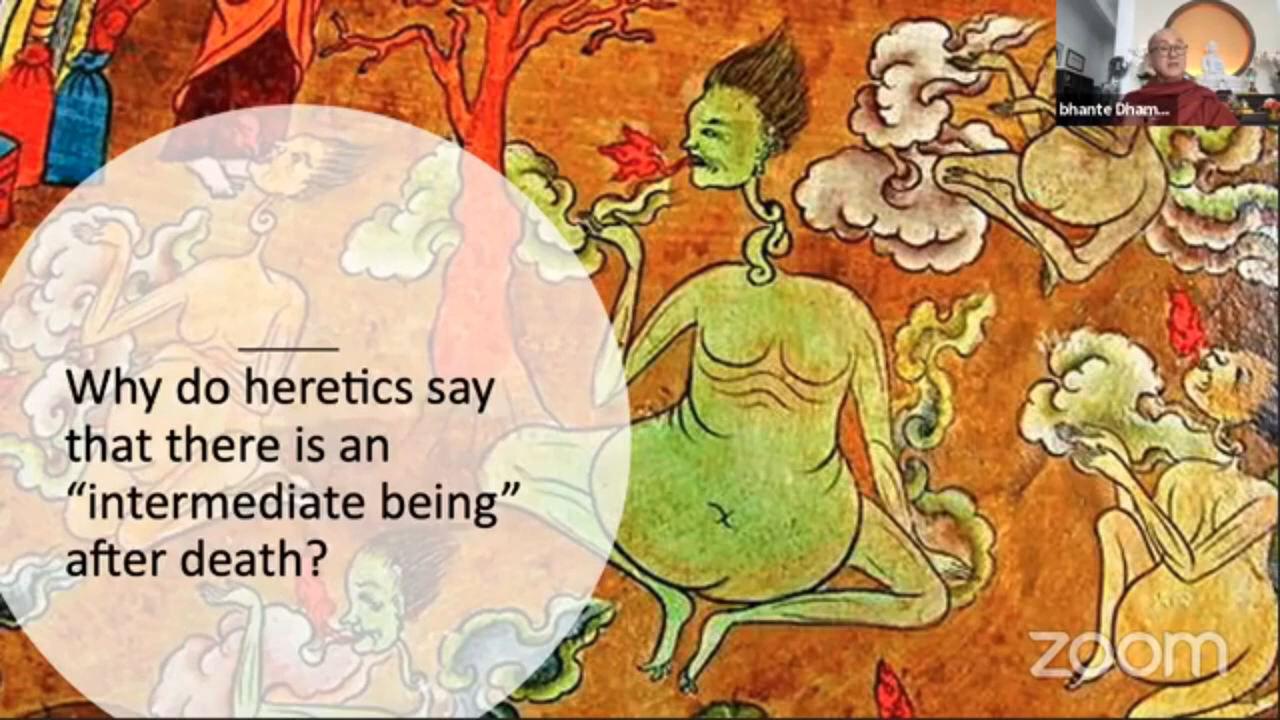 bhante Dham...
Why do heretics say
that there is an
“intermediate being”
after death?
zoom